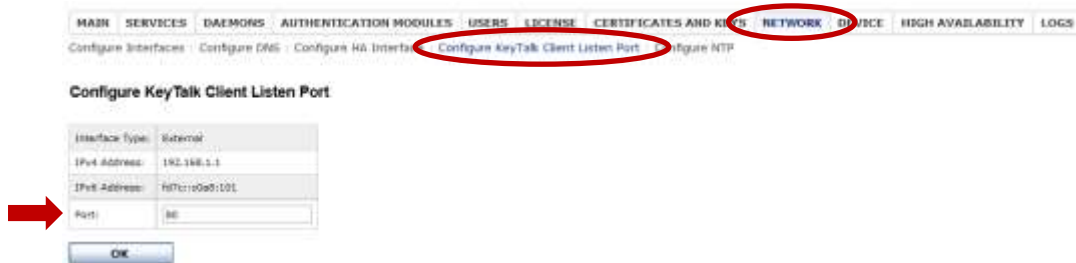 MAIN SERVICES DAEMONS AUTHENTICATION MODULES USERS LICENSE CERTIFICATES AND KEYS NETWORK DEVICE HIGH AVAILABILITY LOGS
Configure Interfaces Configure DNS Configure HA Interface Configure KeyTalk Client Listen Port Configure NTP
Configure KeyTalk Client Listen Port
Interface Type: External
IPv4 Address: 192.168.1.1
IPv6 Address:
Port: 80
OK